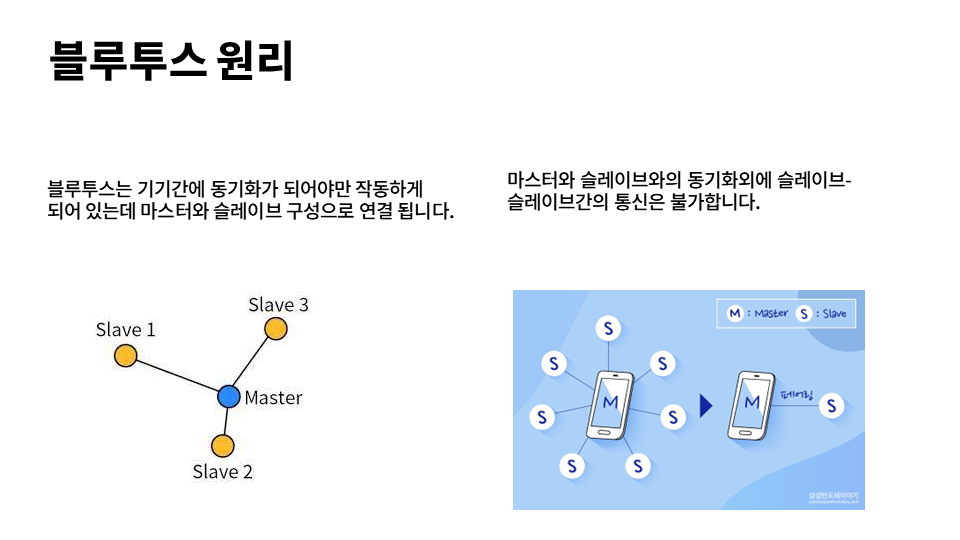 블루투스 원리
블루투스는 기기간에 동기화가 되어야만 작동하게
되어 있는데 마스터와 슬레이브 구성으로 연결 됩니다.
마스터와 슬레이브와의 동기화외에 슬레이브-
슬레이브간의 통신은 불가합니다.
Slave 3
Slave 1
Master
Slave 2
M : Master S : Slave
S
S
S
S
S
M
S
S
M
페어링
S
삼성반도체이야기